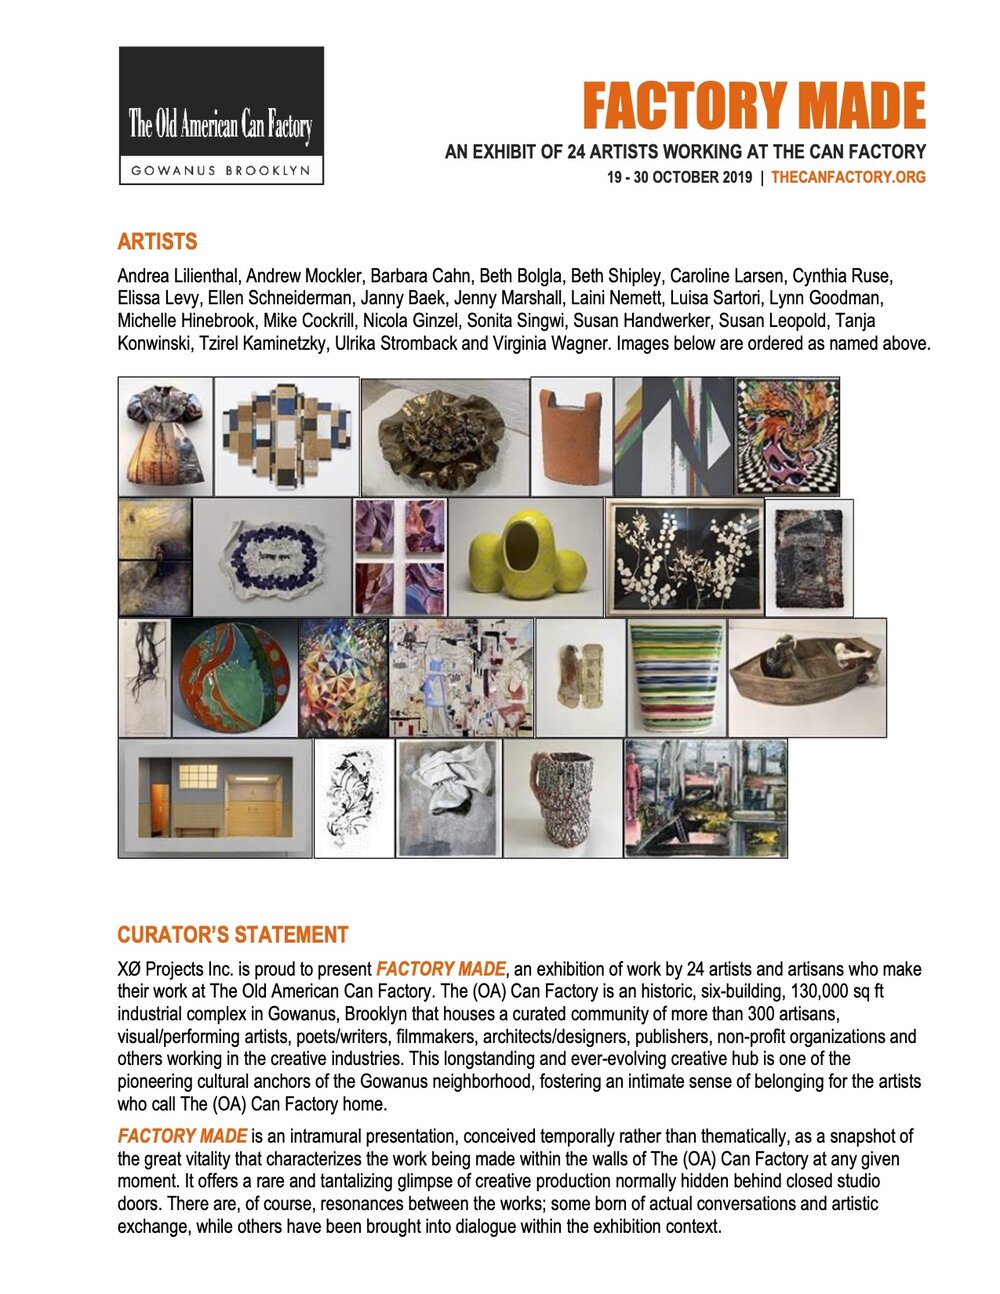 The Old American Can Factory
GOWANUS BROOKLYN
FACTORY MADE
AN EXHIBIT OF 24 ARTISTS WORKING AT THE CAN FACTORY
19 - 30 OCTOBER 2019 | THECANFACTORY.ORG
ARTISTS
Andrea Lilienthal, Andrew Mockler, Barbara Cahn, Beth Bolgla, Beth Shipley, Caroline Larsen, Cynthia Ruse,
Elissa Levy, Ellen Schneiderman, Janny Baek, Jenny Marshall, Laini Nemett, Luisa Sartori, Lynn Goodman,
Michelle Hinebrook, Mike Cockrill, Nicola Ginzel, Sonita Singwi, Susan Handwerker, Susan Leopold, Tanja
Konwinski, Tzirel Kaminetzky, Ulrika Stromback and Virginia Wagner. Images below are ordered as named above.
CURATOR'S STATEMENT
XØ Projects Inc. is proud to present FACTORY MADE, an exhibition of work by 24 artists and artisans who make
their work at The Old American Can Factory. The (OA) Can Factory is an historic, six-building, 130,000 sq ft
industrial complex in Gowanus, Brooklyn that houses a curated community of more than 300 artisans,
visual/performing artists, poets/writers, filmmakers, architects/designers, publishers, non-profit organizations and
others working in the creative industries. This longstanding and ever-evolving creative hub is one of the
pioneering cultural anchors of the Gowanus neighborhood, fostering an intimate sense of belonging for the artists
who call The (OA) Can Factory home.
FACTORY MADE is an intramural presentation, conceived temporally rather than thematically, as a snapshot of
the great vitality that characterizes the work being made within the walls of The (OA) Can Factory at any given
moment. It offers a rare and tantalizing glimpse of creative production normally hidden behind closed studio
doors. There are, of course, resonances between the works; some born of actual conversations and artistic
exchange, while others have been brought into dialogue within the exhibition context.